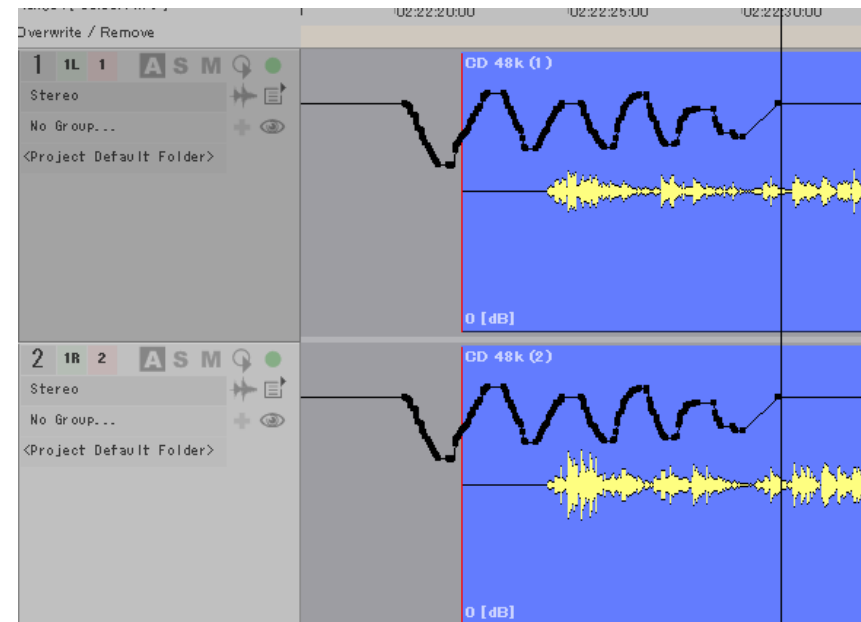 02:22:20:00 02:22:25:00 02:22:30:00
Overwrite / Remove
1 1L 1 A S M
CD 48k (1)
Stereo
No Group...
<Project Default Folder>
0 [dB]
2 1R 2 A S M
CD 48k (2)
Stereo
No Group...
<Project Default Folder>
0 [dB]